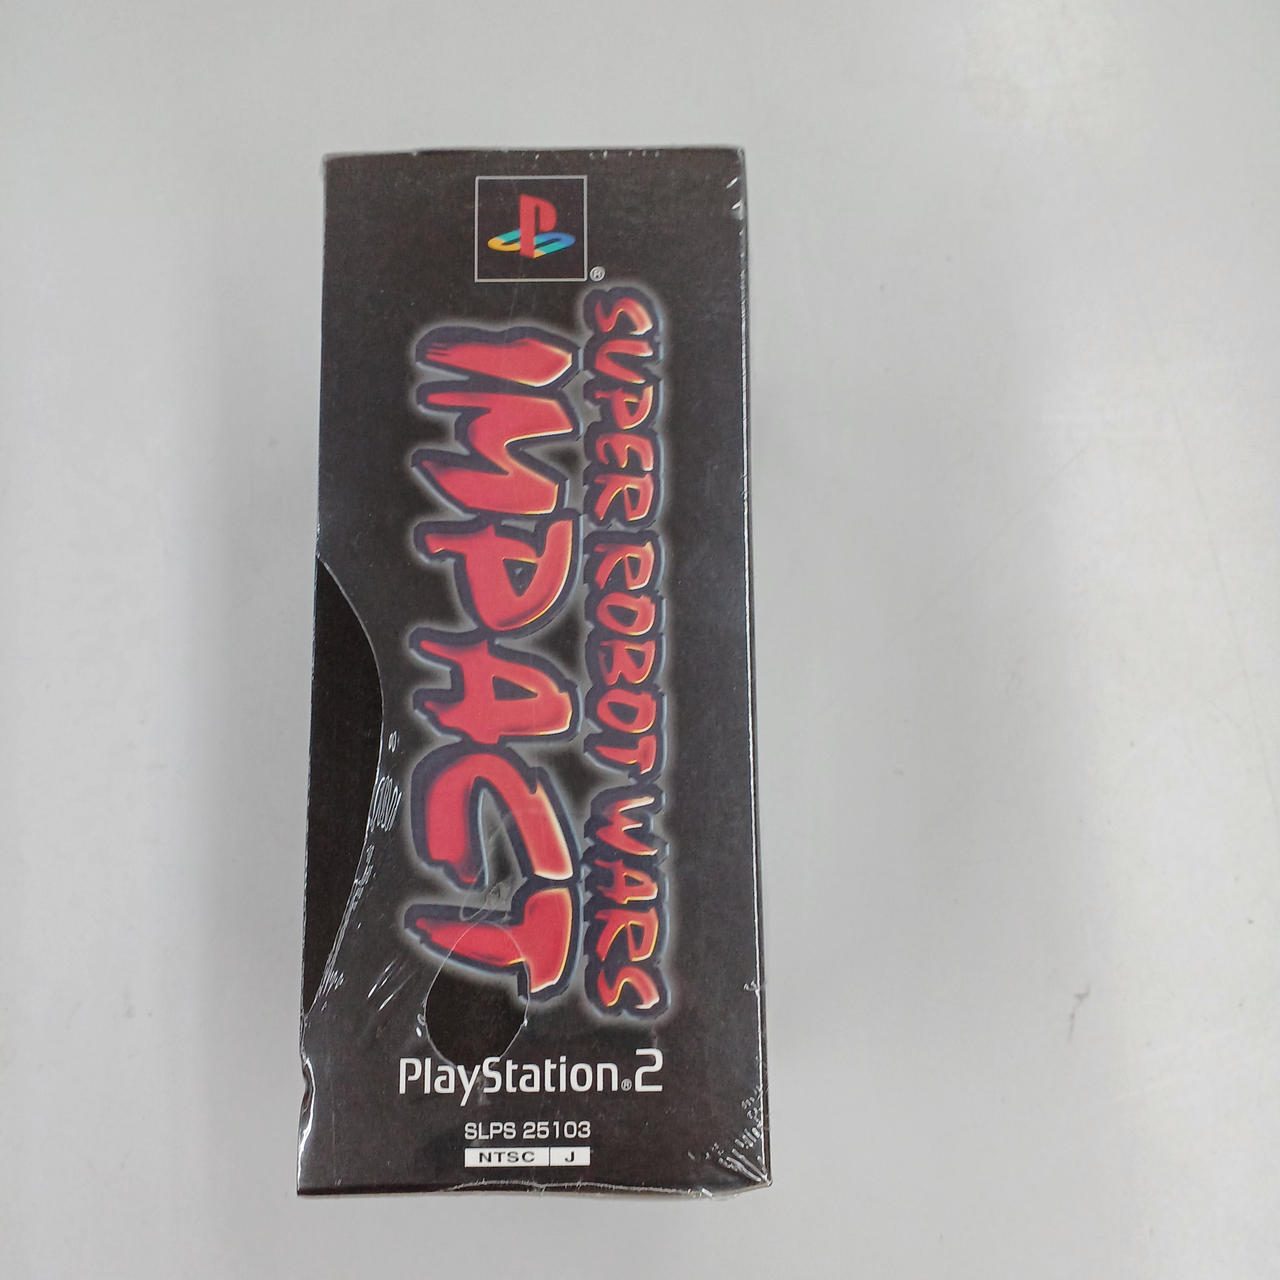 ®
SUPER ROBOT WARS
IMPACT
PlayStation®2
SLPS 25103
NTSC J